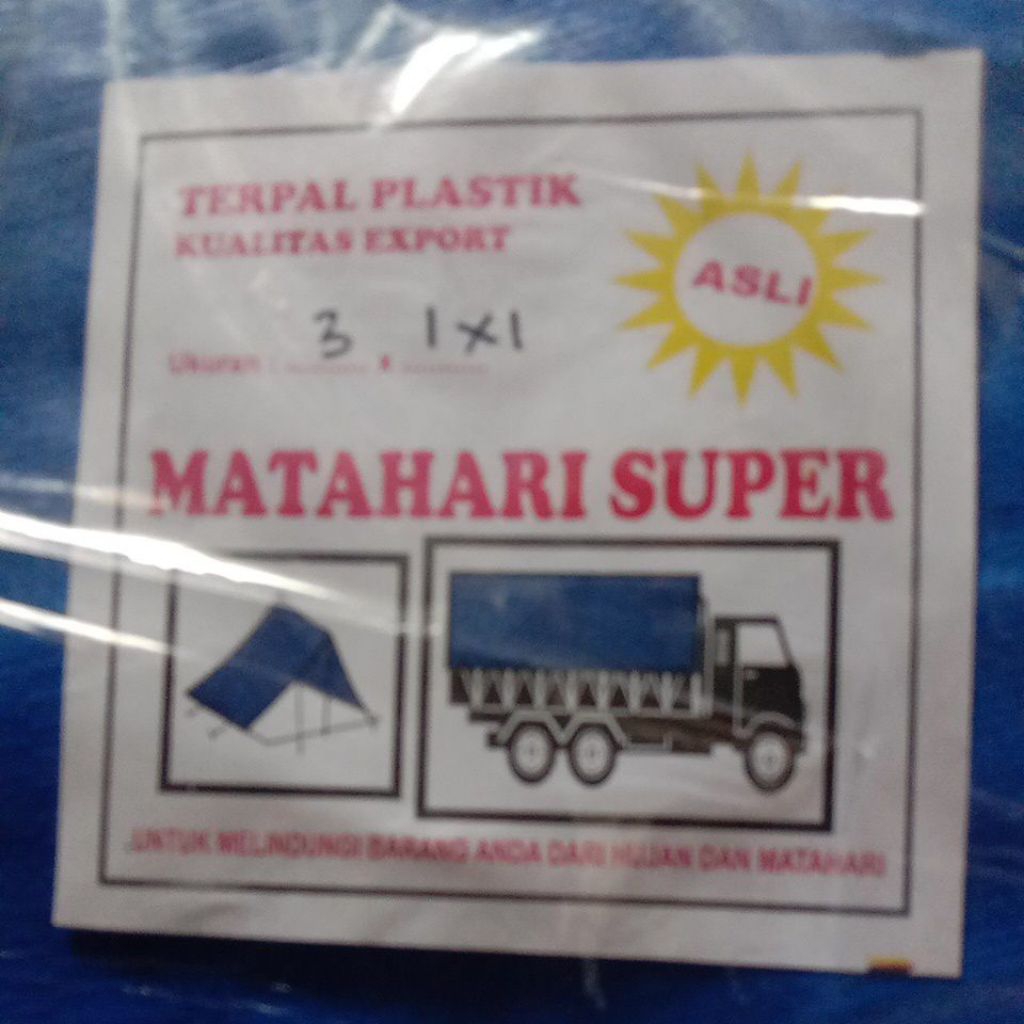 TERPAL PLASTIK
KUALITAS EXPORT
ASLI
3 1x1
Ukuran : .......... x ..........
MATAHARI SUPER
UNTUK MELINDUNGI BARANG ANDA DARI HUJAN DAN MATAHARI